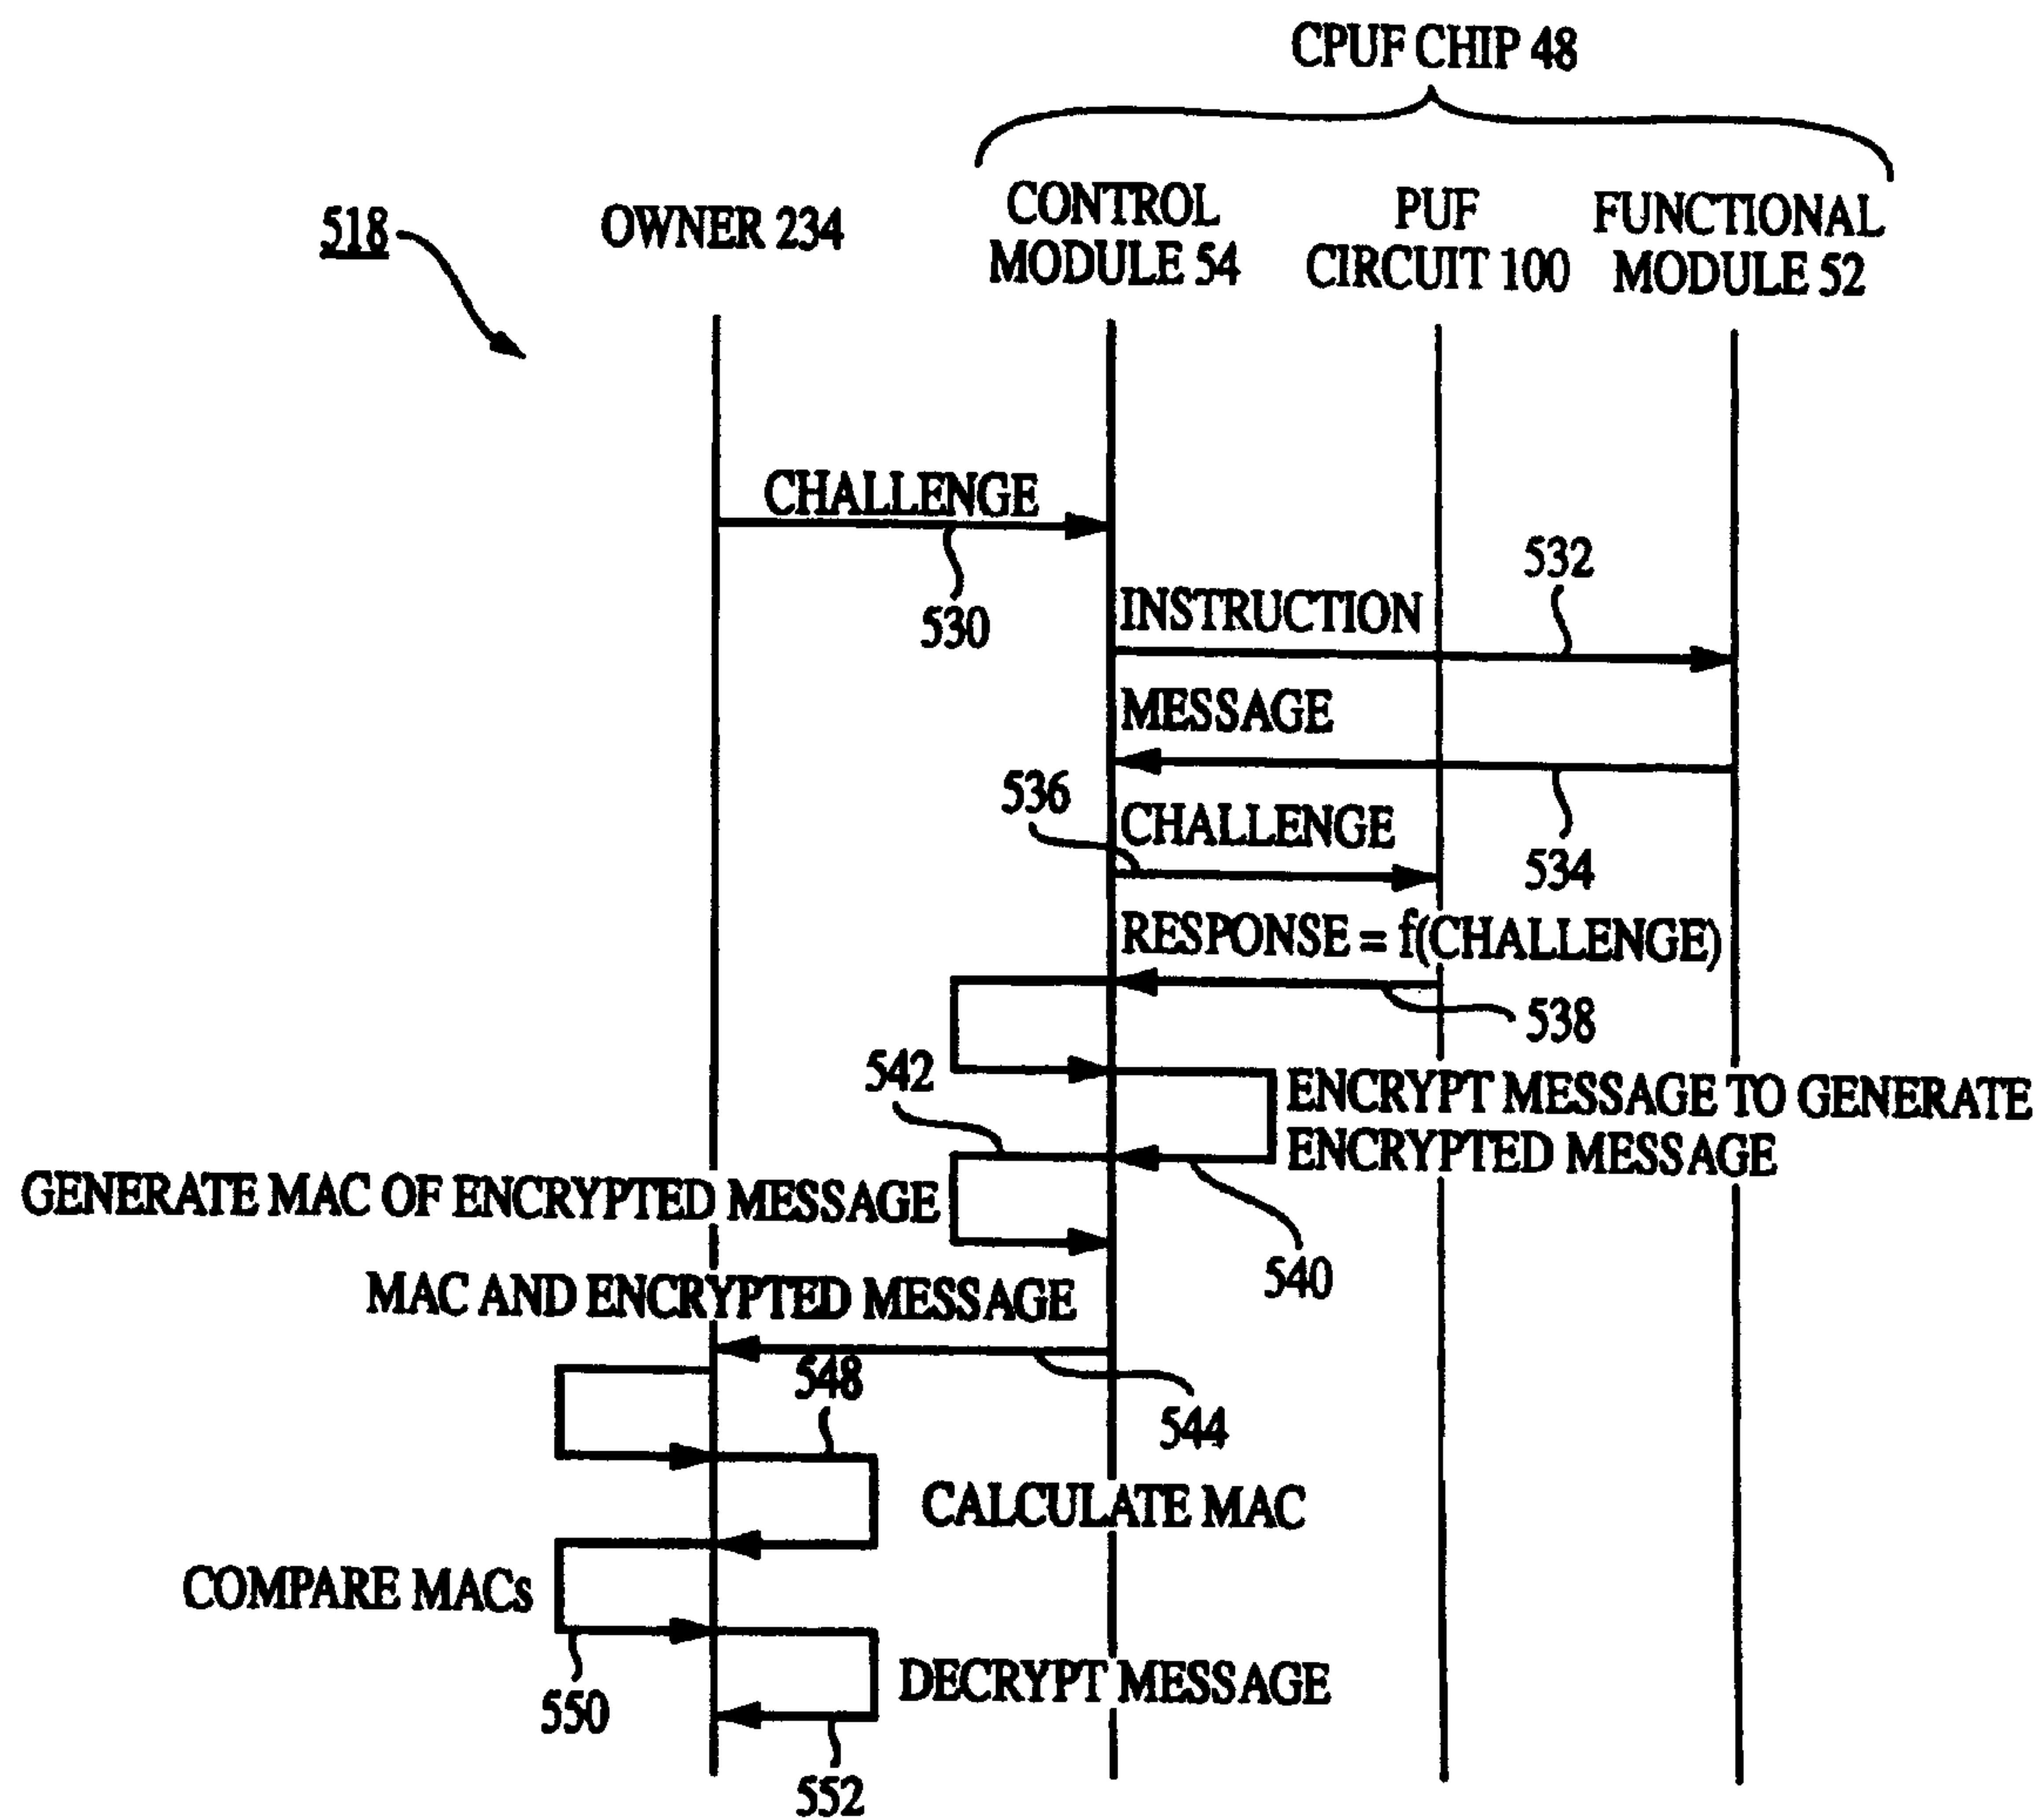 CPUF CHIP 48
518
OWNER 234
CONTROL
MODULE 54
PUF
CIRCUIT 100
FUNCTIONAL
MODULE 52
CHALLENGE
530
532
INSTRUCTION
MESSAGE
534
536
CHALLENGE
RESPONSE = f(CHALLENGE)
538
542
ENCRYPT MESSAGE TO GENERATE
ENCRYPTED MESSAGE
GENERATE MAC OF ENCRYPTED MESSAGE
540
MAC AND ENCRYPTED MESSAGE
548
544
CALCULATE MAC
COMPARE MACs
550
DECRYPT MESSAGE
552